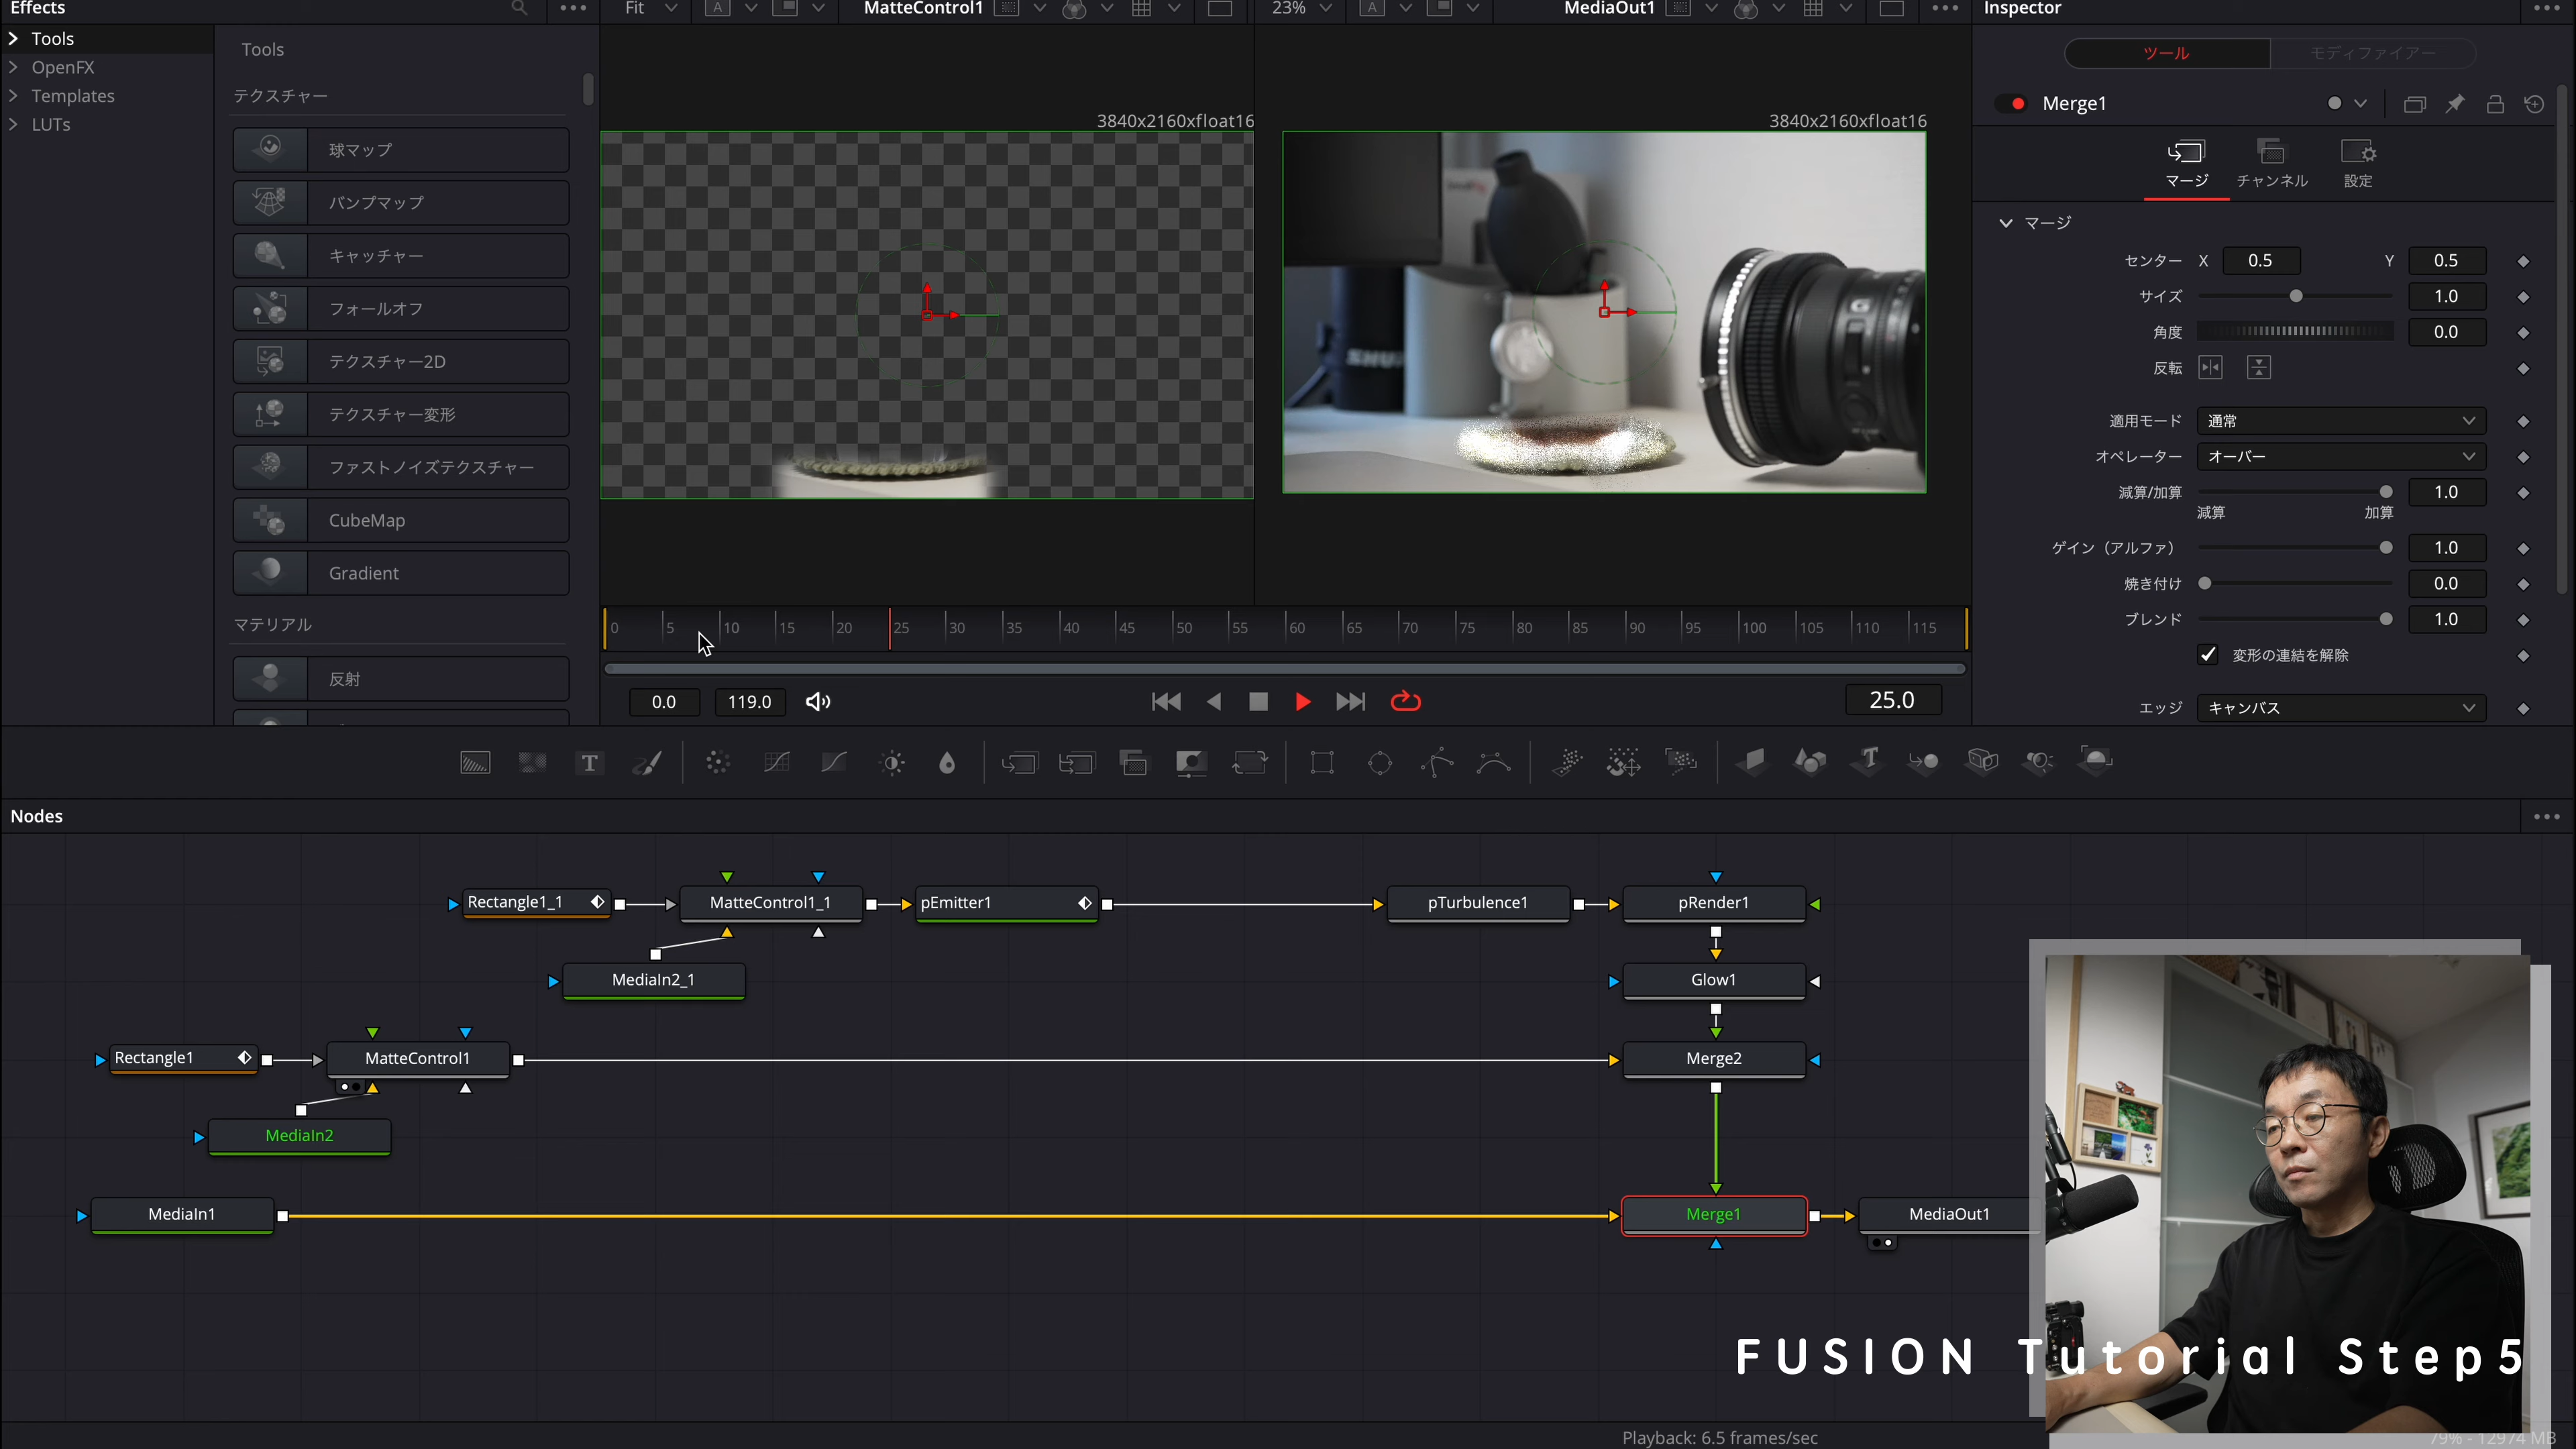 Effects
Fit
A
MatteControl1
23%
A
MediaOut1
Inspector
Tools
OpenFX
Templates
LUTs
Tools
テクスチャー
球マップ
バンプマップ
キャッチャー
フォールオフ
テクスチャー2D
テクスチャー変形
ファストノイズテクスチャー
CubeMap
Gradient
マテリアル
反射
3840x2160xfloat16
3840x2160xfloat16
SHURE
G
0 5 10 15 20 25 30 35 40 45 50 55 60 65 70 75 80 85 90 95 100 105 110 115
0.0
119.0
25.0
ツール
モディファイアー
Merge1
マージ
チャンネル
設定
マージ
センター X 0.5 Y 0.5
サイズ 1.0
角度 0.0
反転
適用モード 通常
オペレーター オーバー
減算/加算 1.0
減算 加算
ゲイン（アルファ） 1.0
焼き付け 0.0
ブレンド 1.0
変形の連結を解除
エッジ キャンバス
T
T
Nodes
Rectangle1_1
MatteControl1_1
pEmitter1
pTurbulence1
pRender1
MediaIn2_1
Glow1
Rectangle1
MatteControl1
Merge2
MediaIn2
MediaIn1
Merge1
MediaOut1
FUSION Tutorial Step5
Playback: 6.5 frames/sec
79% - 12974 MB